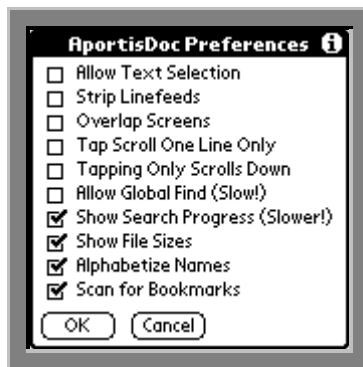 AportisDoc Preferences i
Allow Text Selection
Strip Linefeeds
Overlap Screens
Tap Scroll One Line Only
Tapping Only Scrolls Down
Allow Global Find (Slow!)
Show Search Progress (Slower!)
Show File Sizes
Alphabetize Names
Scan for Bookmarks
OK Cancel